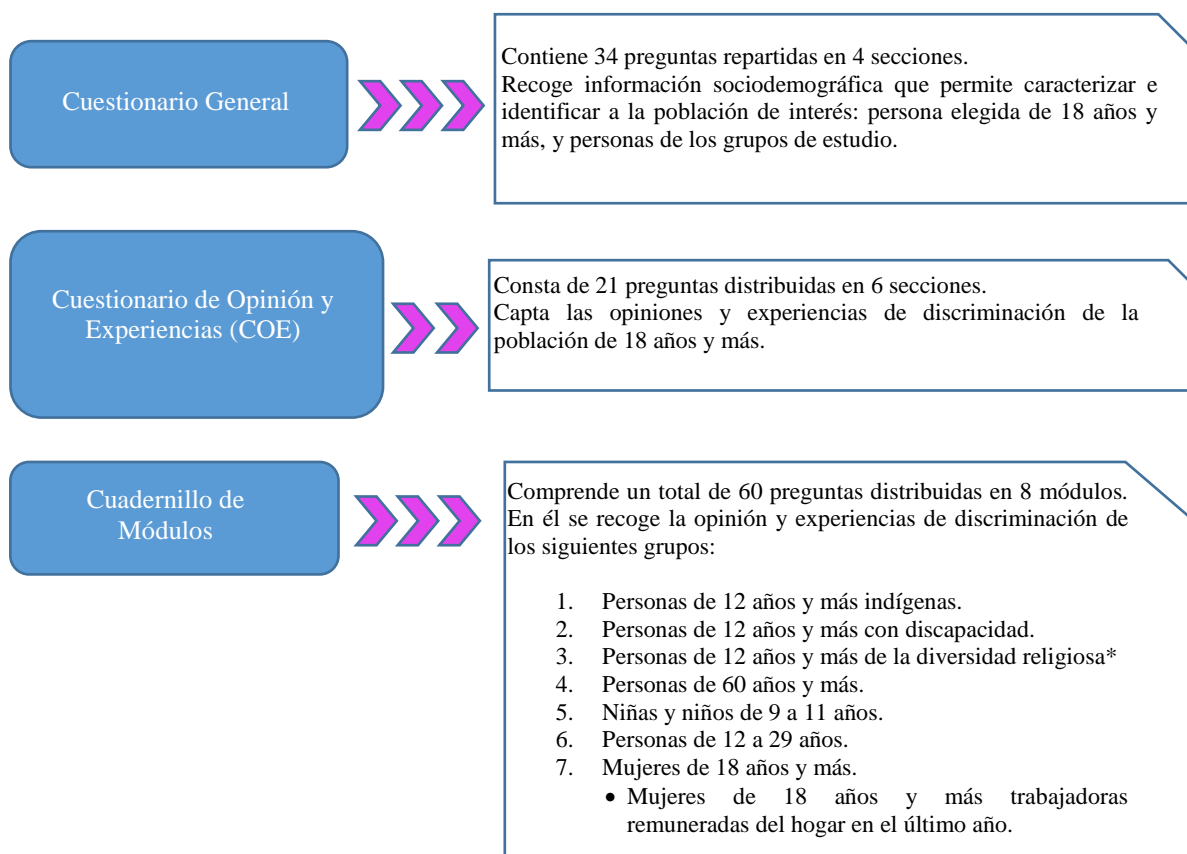 Cuestionario General
Contiene 34 preguntas repartidas en 4 secciones.
Recoge información sociodemográfica que permite caracterizar e
identificar a la población de interés: persona elegida de 18 años y
más, y personas de los grupos de estudio.
Cuestionario de Opinión y
Experiencias (COE)
Consta de 21 preguntas distribuidas en 6 secciones.
Capta las opiniones y experiencias de discriminación de la
población de 18 años y más.
Cuadernillo de
Módulos
Comprende un total de 60 preguntas distribuidas en 8 módulos.
En él se recoge la opinión y experiencias de discriminación de
los siguientes grupos:
1. Personas de 12 años y más indígenas.
2. Personas de 12 años y más con discapacidad.
3. Personas de 12 años y más de la diversidad religiosa*
4. Personas de 60 años y más.
5. Niñas y niños de 9 a 11 años.
6. Personas de 12 a 29 años.
7. Mujeres de 18 años y más.
• Mujeres de 18 años y más trabajadoras
remuneradas del hogar en el último año.